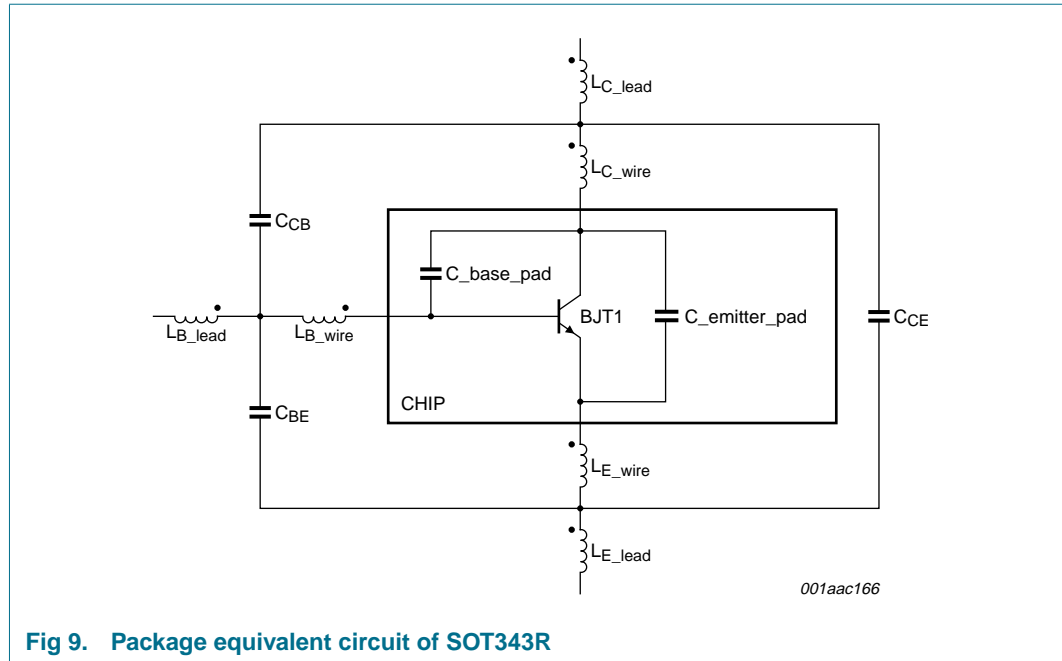 L_C_lead
L_C_wire
C_CB
C_base_pad
BJT1
C_emitter_pad
C_CE
L_B_lead
L_B_wire
C_BE
CHIP
L_E_wire
L_E_lead
001aac166
Fig 9. Package equivalent circuit of SOT343R